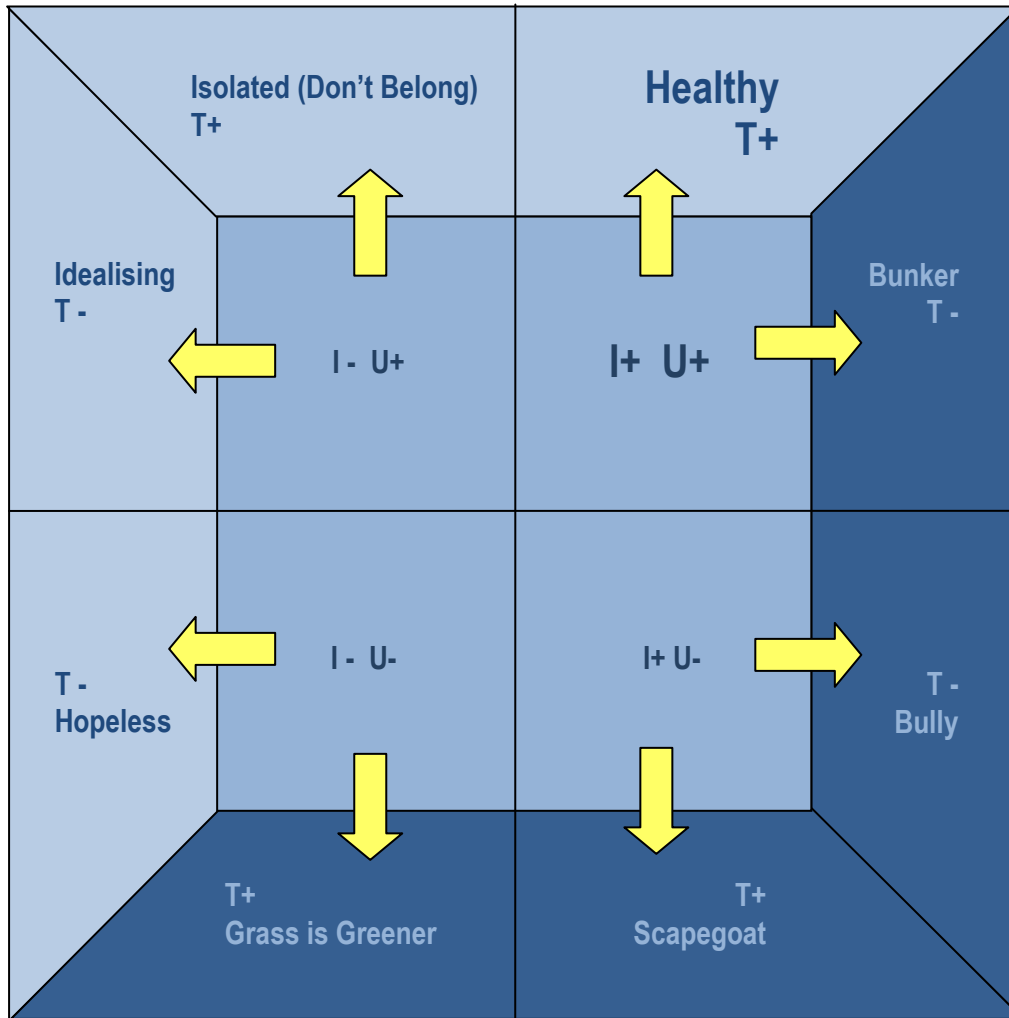 Isolated (Don’t Belong)
T+
Healthy
T+
Idealising
T -
Bunker
T -
I - U+
I+ U+
I - U-
I+ U-
T -
Hopeless
T -
Bully
T+
Grass is Greener
T+
Scapegoat